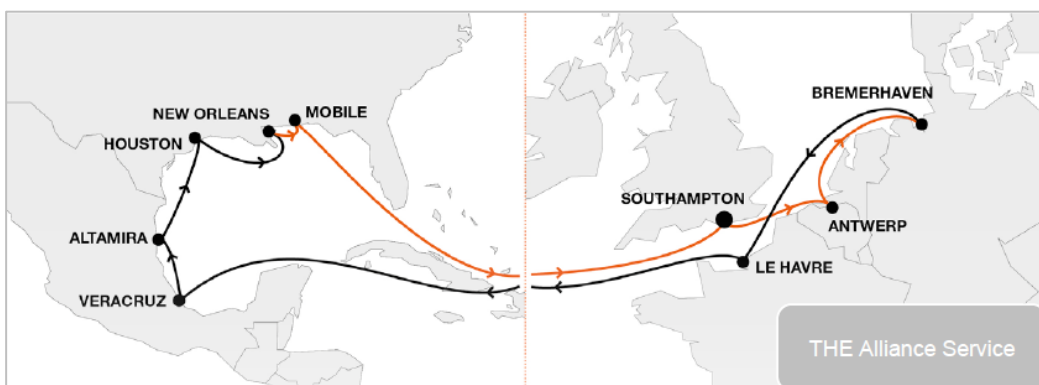 NEW ORLEANS
MOBILE
HOUSTON
ALTAMIRA
VERACRUZ
BREMERHAVEN
SOUTHAMPTON
ANTWERP
LE HAVRE
THE Alliance Service